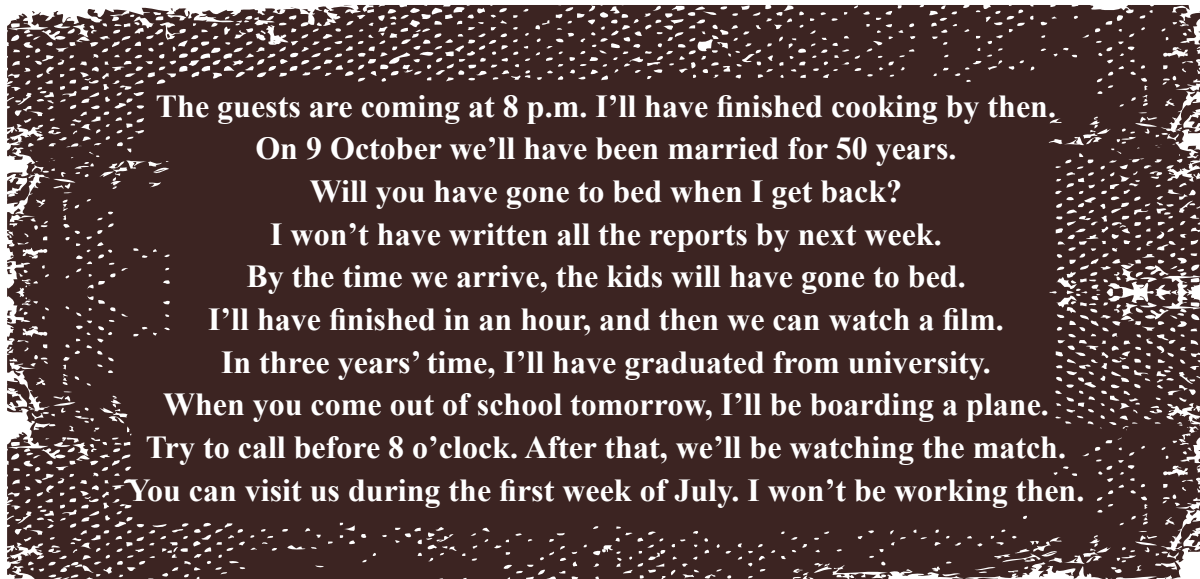 The guests are coming at 8 p.m. I’ll have finished cooking by then.
On 9 October we’ll have been married for 50 years.
Will you have gone to bed when I get back?
I won’t have written all the reports by next week.
By the time we arrive, the kids will have gone to bed.
I’ll have finished in an hour, and then we can watch a film.
In three years’ time, I’ll have graduated from university.
When you come out of school tomorrow, I’ll be boarding a plane.
Try to call before 8 o’clock. After that, we’ll be watching the match.
You can visit us during the first week of July. I won’t be working then.